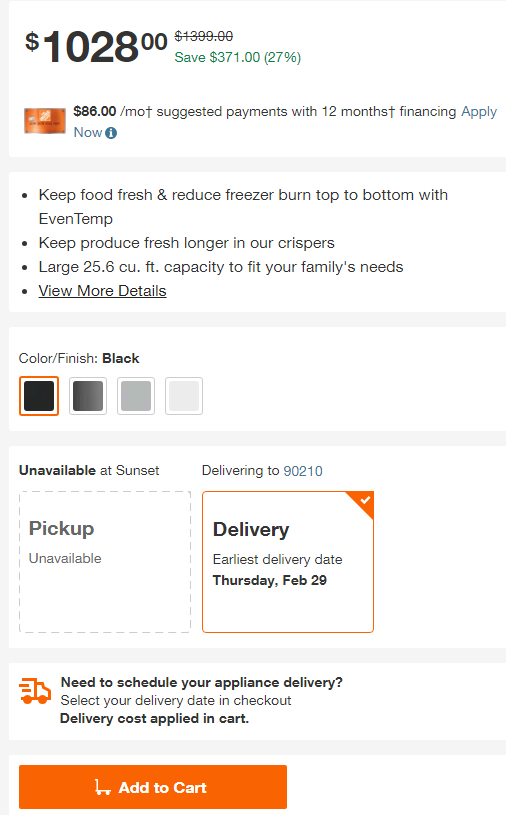 $1028.00 $1399.00
Save $371.00 (27%)
$86.00 /mo† suggested payments with 12 months† financing Apply
Now
Keep food fresh & reduce freezer burn top to bottom with
EvenTemp
Keep produce fresh longer in our crispers
Large 25.6 cu. ft. capacity to fit your family's needs
View More Details
Color/Finish: Black
Unavailable at Sunset
Delivering to 90210
Pickup
Unavailable
Delivery
Earliest delivery date
Thursday, Feb 29
Need to schedule your appliance delivery?
Select your delivery date in checkout
Delivery cost applied in cart.
Add to Cart